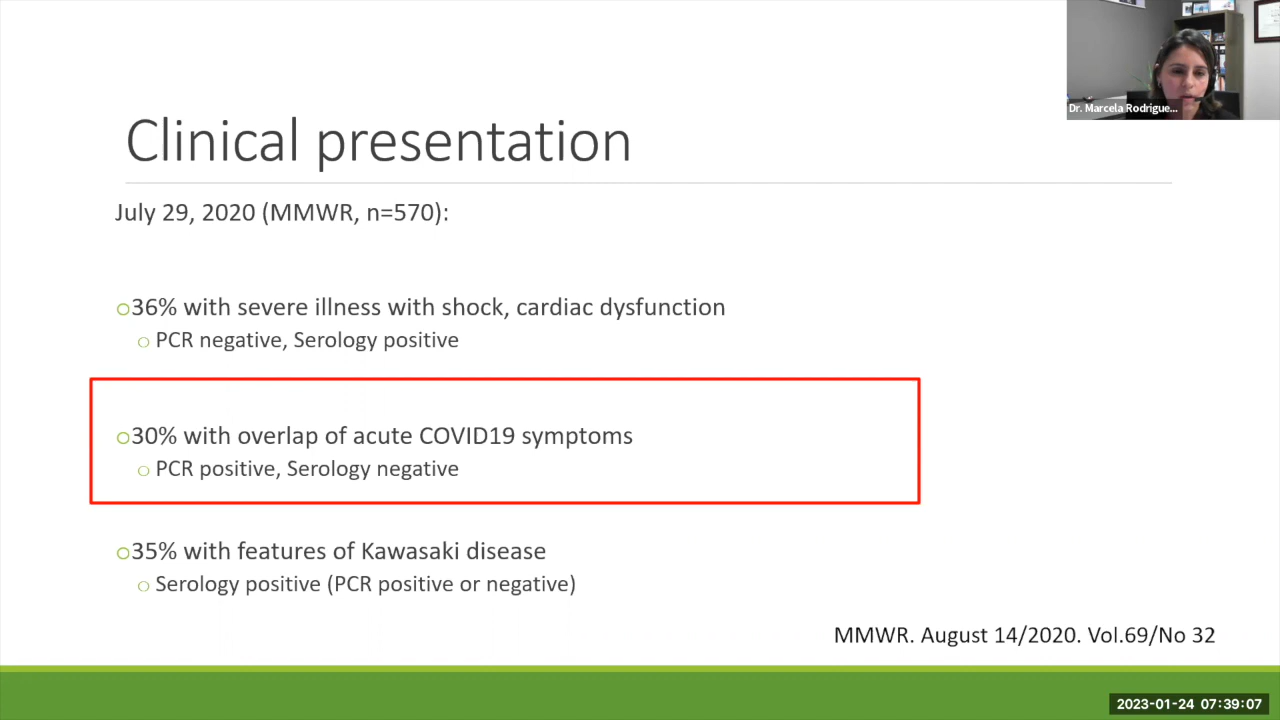 Dr. Marcela Rodrigue...
Clinical presentation
July 29, 2020 (MMWR, n=570):
36% with severe illness with shock, cardiac dysfunction
PCR negative, Serology positive
30% with overlap of acute COVID19 symptoms
PCR positive, Serology negative
35% with features of Kawasaki disease
Serology positive (PCR positive or negative)
MMWR. August 14/2020. Vol.69/No 32
2023-01-24 07:39:07